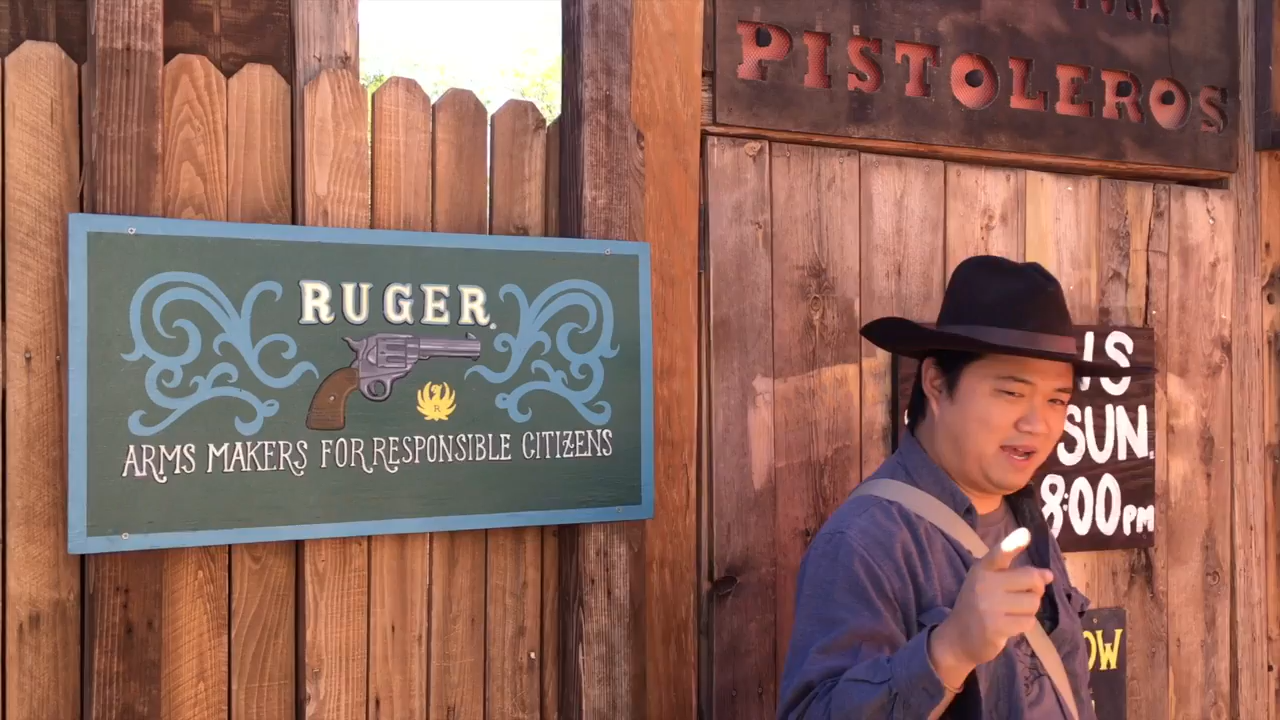 RUGER.
R
ARMS MAKERS FOR RESPONSIBLE CITIZENS
PISTOLEROS
SUN.
8:00PM